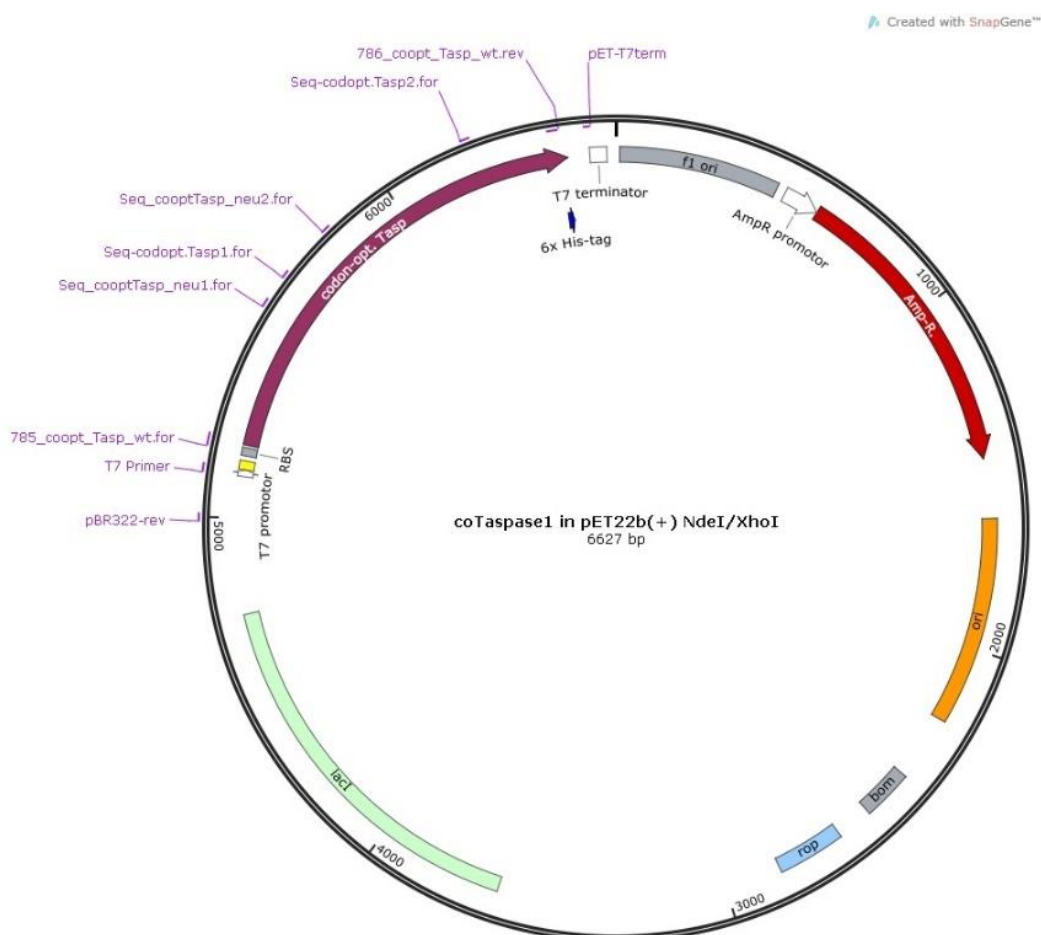 Created with SnapGene™
786_coopt_Tasp_wt.rev
pET-T7term
Seq-codopt.Tasp2.for
Seq_cooptTasp_neu2.for
Seq-codopt.Tasp1.for
Seq_cooptTasp_neu1.for
785_coopt_Tasp_wt.for
T7 Primer
pBR322-rev
6000
codon-opt. Tasp
T7 terminator
6x His-tag
f1 ori
AmpR promotor
1000
Amp-R.
RBS
T7 promotor
5000
coTaspase1 in pET22b(+) NdeI/XhoI
6627 bp
ori
2000
bom
rop
3000
lacI
4000